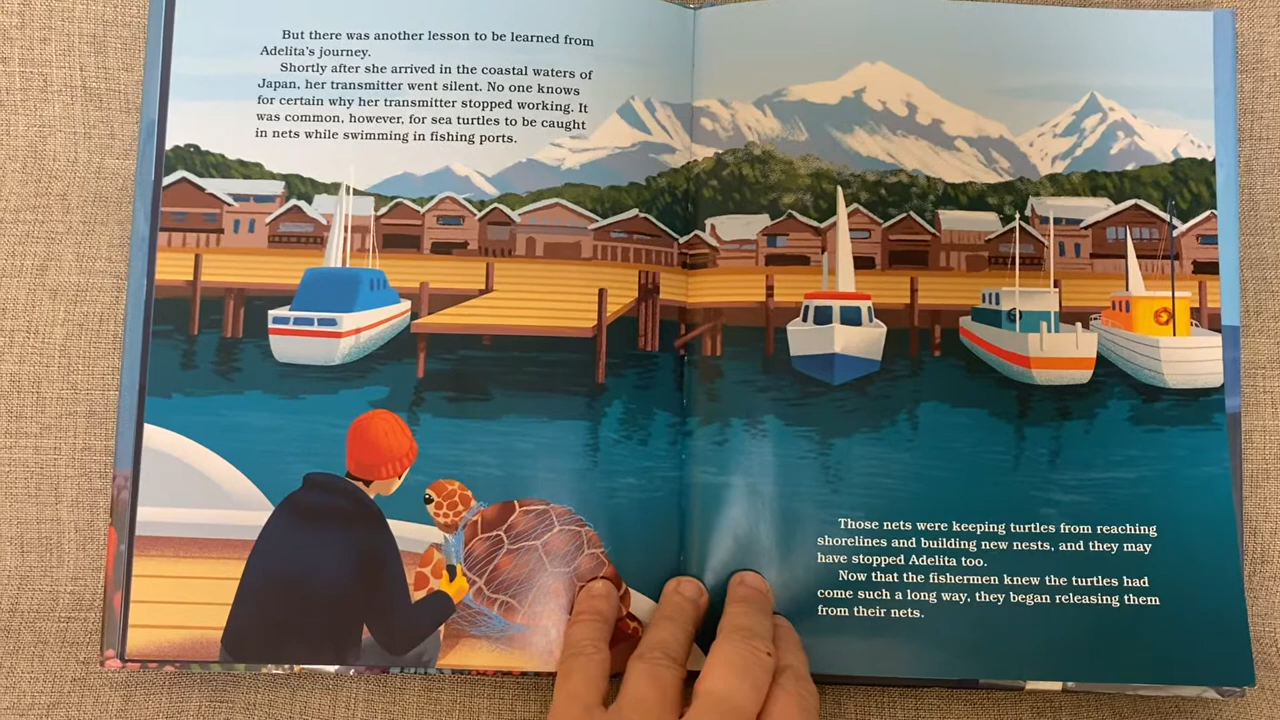 But there was another lesson to be learned from
Adelita's journey.
Shortly after she arrived in the coastal waters of
Japan, her transmitter went silent. No one knows
for certain why her transmitter stopped working. It
was common, however, for sea turtles to be caught
in nets while swimming in fishing ports.
Those nets were keeping turtles from reaching
shorelines and building new nests, and they may
have stopped Adelita too.
Now that the fishermen knew the turtles had
come such a long way, they began releasing them
from their nets.